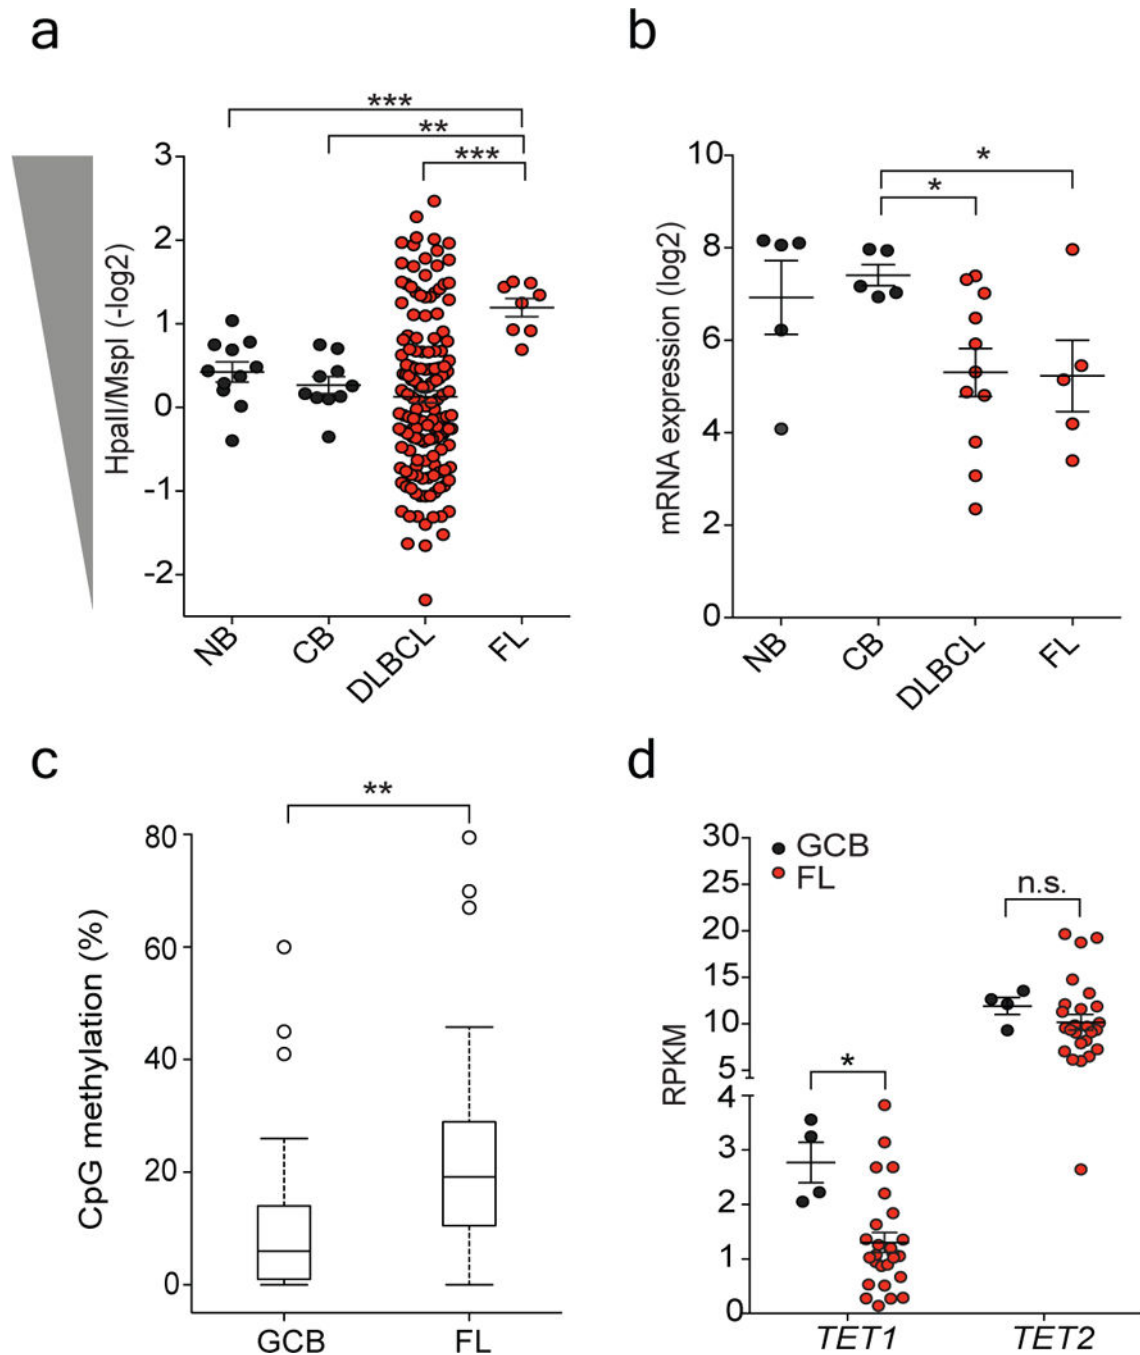 a
***
**
***
HpaII/MspI (-log2)
3
2
1
0
-1
-2
NB
CB
DLBCL
FL
b
*
*
mRNA expression (log2)
10
8
6
4
2
0
NB
CB
DLBCL
FL
c
**
CpG methylation (%)
80
60
40
20
0
GCB
FL
d
GCB
FL
n.s.
*
RPKM
30
25
20
15
10
5
4
3
2
1
0
TET1
TET2